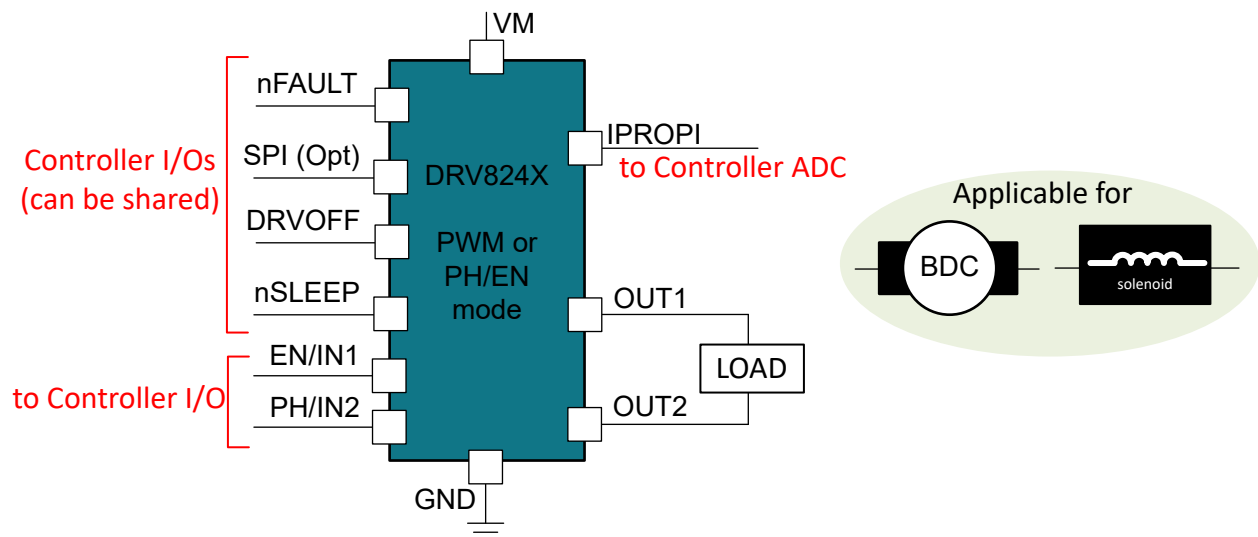 VM
nFAULT
SPI (Opt)
DRVOFF
nSLEEP
Controller I/Os
(can be shared)
EN/IN1
PH/IN2
to Controller I/O
DRV824X
PWM or
PH/EN
mode
IPROPI
to Controller ADC
OUT1
LOAD
OUT2
GND
Applicable for
BDC
solenoid